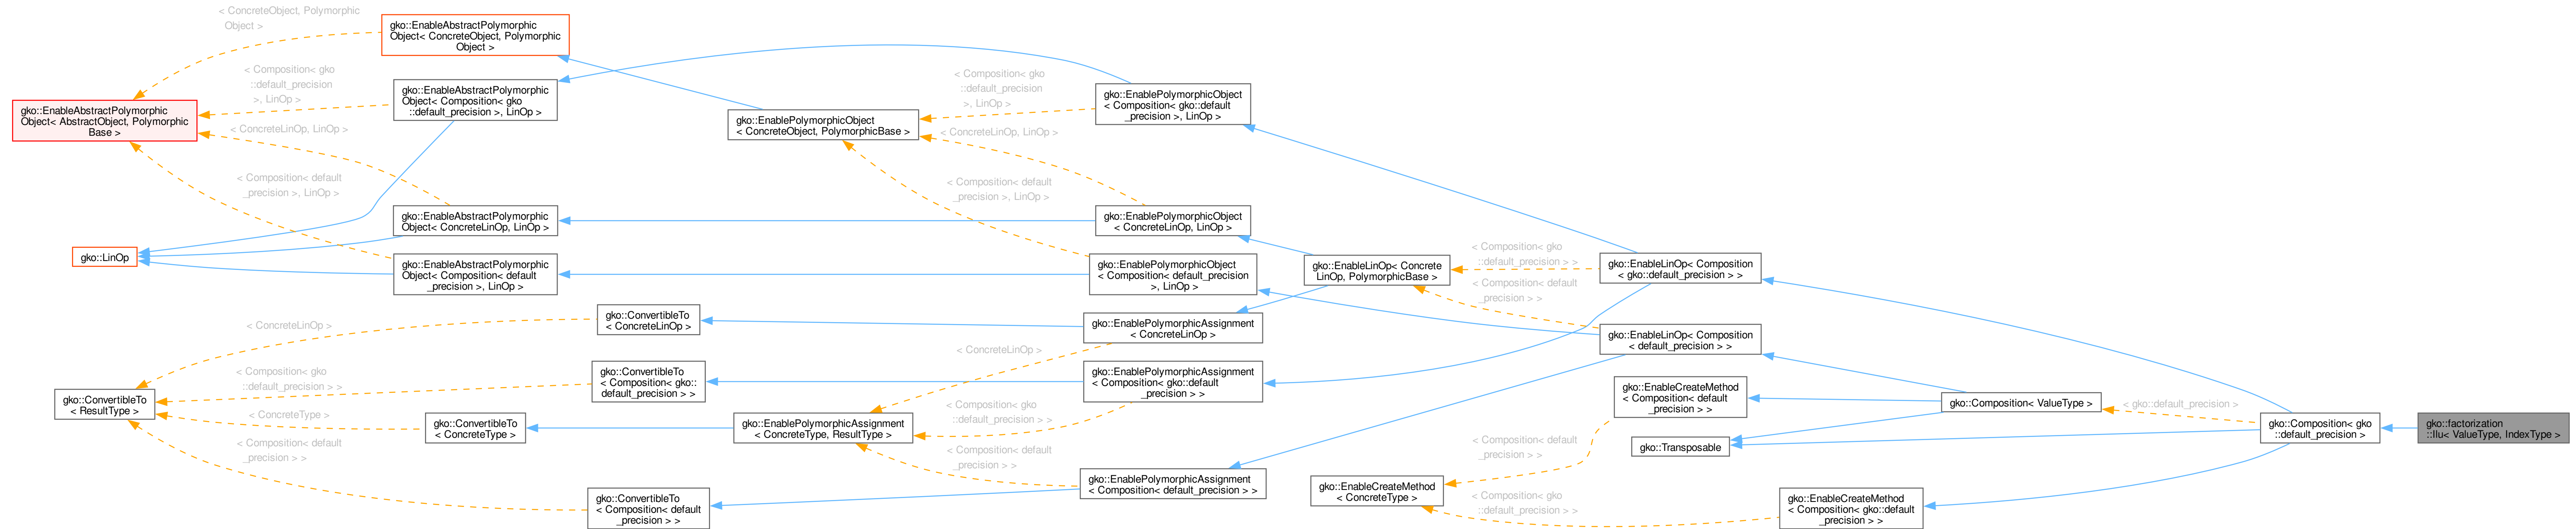 < ConcreteObject, Polymorphic
Object >
gko::EnableAbstractPolymorphic
Object< ConcreteObject, Polymorphic
Object >
< Composition< gko
::default_precision
>, LinOp >
gko::EnableAbstractPolymorphic
Object< Composition< gko
::default_precision >, LinOp >
gko::EnableAbstractPolymorphic
Object< AbstractObject, Polymorphic
Base >
< ConcreteLinOp, LinOp >
< Composition< default
_precision >, LinOp >
gko::EnableAbstractPolymorphic
Object< ConcreteLinOp, LinOp >
gko::LinOp
gko::EnableAbstractPolymorphic
Object< Composition< default
_precision >, LinOp >
gko::EnablePolymorphicObject
< ConcreteObject, PolymorphicBase >
< Composition< gko
::default_precision
>, LinOp >
< ConcreteLinOp, LinOp >
< Composition< default
_precision >, LinOp >
gko::EnablePolymorphicObject
< Composition< gko::default
_precision >, LinOp >
gko::EnablePolymorphicObject
< ConcreteLinOp, LinOp >
gko::EnablePolymorphicObject
< Composition< default_precision
>, LinOp >
gko::EnableLinOp< Concrete
LinOp, PolymorphicBase >
< Composition< gko
::default_precision > >
< Composition< default
_precision > >
gko::EnableLinOp< Composition
< gko::default_precision > >
gko::EnableLinOp< Composition
< default_precision > >
gko::ConvertibleTo
< ResultType >
< ConcreteLinOp >
< Composition< gko
::default_precision > >
< ConcreteType >
< Composition< default
_precision > >
gko::ConvertibleTo
< ConcreteLinOp >
gko::ConvertibleTo
< Composition< gko::
default_precision > >
gko::ConvertibleTo
< ConcreteType >
gko::ConvertibleTo
< Composition< default
_precision > >
gko::EnablePolymorphicAssignment
< ConcreteType, ResultType >
< ConcreteLinOp >
< Composition< gko
::default_precision > >
< Composition< default
_precision > >
gko::EnablePolymorphicAssignment
< ConcreteLinOp >
gko::EnablePolymorphicAssignment
< Composition< gko::default
_precision > >
gko::EnablePolymorphicAssignment
< Composition< default_precision > >
gko::EnableCreateMethod
< ConcreteType >
< Composition< default
_precision > >
< Composition< gko
::default_precision > >
gko::EnableCreateMethod
< Composition< default
_precision > >
gko::Transposable
gko::EnableCreateMethod
< Composition< gko::default
_precision > >
gko::Composition< ValueType >
< gko::default_precision >
gko::Composition< gko
::default_precision >
gko::factorization
::Ilu< ValueType, IndexType >